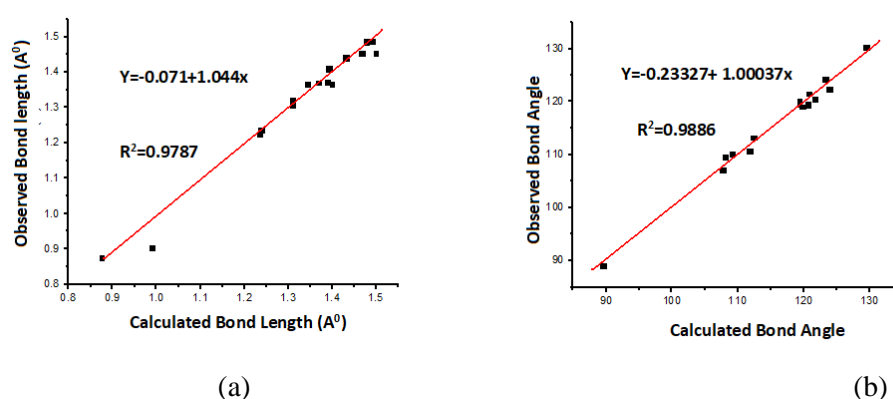 Observed Bond length (A⁰)
1.5
1.4
1.3
1.2
1.1
1.0
0.9
0.8
Y=-0.071+1.044x
R²=0.9787
0.8 0.9 1.0 1.1 1.2 1.3 1.4 1.5
Calculated Bond Length (A⁰)
(a)
Observed Bond Angle
130
120
110
100
90
Y=-0.23327+ 1.00037x
R²=0.9886
90 100 110 120 130
Calculated Bond Angle
(b)